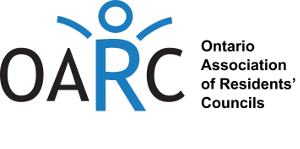 OARC
Ontario
Association
of Residents'
Councils